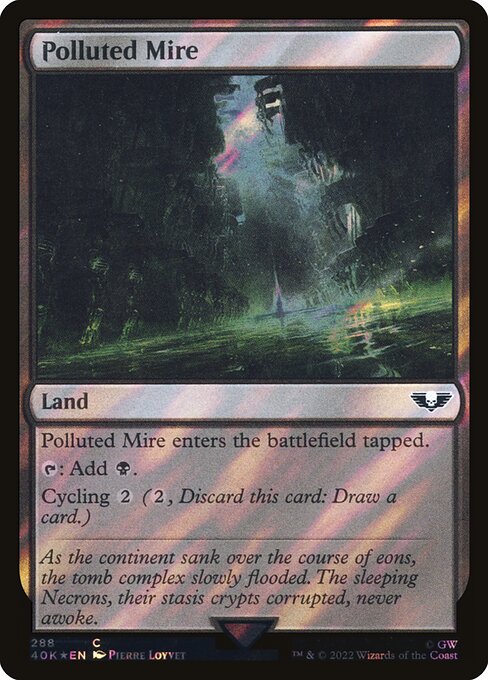 Polluted Mire
Land
Polluted Mire enters the battlefield tapped.
: Add .
Cycling 2 (2, Discard this card: Draw a
card.)
As the continent sank over the course of eons,
the tomb complex slowly flooded. The sleeping
Necrons, their stasis crypts corrupted, never
awoke.
288 C
40K★EN Pierre Loyvet
© GW
™ & © 2022 Wizards of the Coast